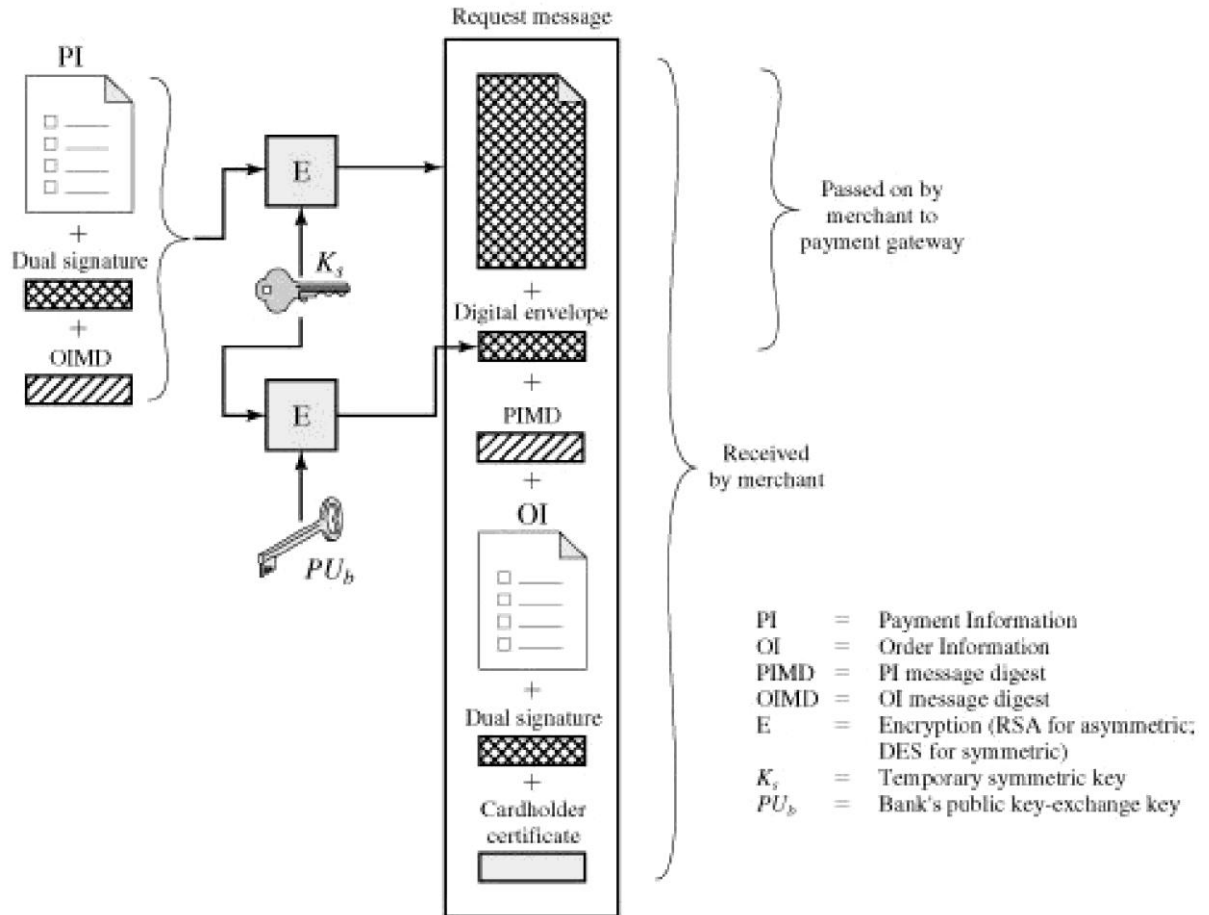 Request message
PI
+
Dual signature
+
OIMD
E
K_s
E
PU_b
+
Digital envelope
+
PIMD
+
OI
+
Dual signature
+
Cardholder
certificate
Passed on by
merchant to
payment gateway
Received
by merchant
PI = Payment Information
OI = Order Information
PIMD = PI message digest
OIMD = OI message digest
E = Encryption (RSA for asymmetric;
DES for symmetric)
K_s = Temporary symmetric key
PU_b = Bank's public key-exchange key